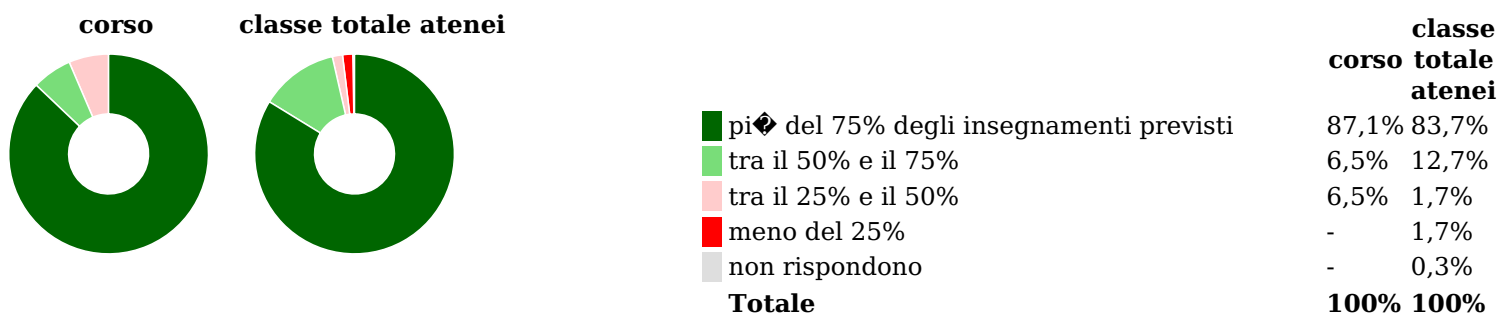 corso classe totale atenei
classe
corso totale
atenei
pi� del 75% degli insegnamenti previsti 87,1% 83,7%
tra il 50% e il 75% 6,5% 12,7%
tra il 25% e il 50% 6,5% 1,7%
meno del 25% - 1,7%
non rispondono - 0,3%
Totale 100% 100%